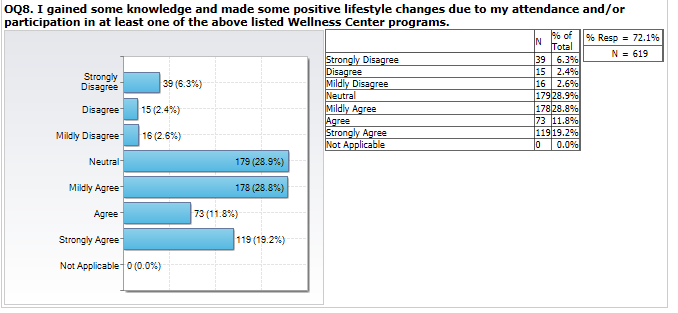 OQ8. I gained some knowledge and made some positive lifestyle changes due to my attendance and/or
participation in at least one of the above listed Wellness Center programs.
Strongly
Disagree
39 (6.3%)
Disagree
15 (2.4%)
Mildly Disagree
16 (2.6%)
Neutral
179 (28.9%)
Mildly Agree
178 (28.8%)
Agree
73 (11.8%)
Strongly Agree
119 (19.2%)
Not Applicable
0 (0.0%)
N % of
Total
Strongly Disagree 39 6.3%
Disagree 15 2.4%
Mildly Disagree 16 2.6%
Neutral 179 28.9%
Mildly Agree 178 28.8%
Agree 73 11.8%
Strongly Agree 119 19.2%
Not Applicable 0 0.0%
% Resp = 72.1%
N = 619